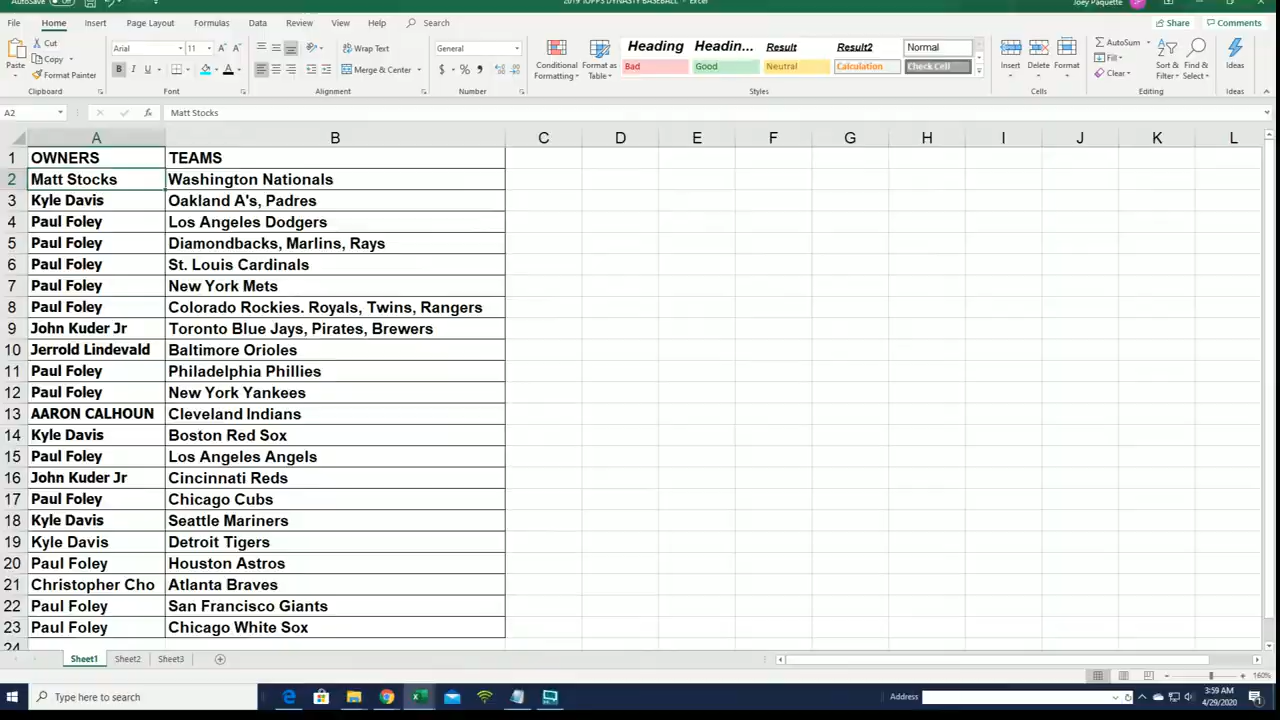 2019 TOPPS DYNASTY BASEBALL - Excel
Joey Paquette
AutoSave
File Home Insert Page Layout Formulas Data Review View Help Search Share Comments
Paste Cut Copy Format Painter Clipboard
Arial 11 B I U Font
Wrap Text Merge & Center Alignment
General $ % Number
Conditional Formatting Format as Table
Heading Headin... Result Result2 Normal
Bad Good Neutral Calculation Check Cell
Styles
Insert Delete Format Cells
AutoSum Fill Clear Sort & Filter Find & Select Editing
Ideas Ideas
A2 fx Matt Stocks
A B C D E F G H I J K L
1 OWNERS TEAMS
2 Matt Stocks Washington Nationals
3 Kyle Davis Oakland A's, Padres
4 Paul Foley Los Angeles Dodgers
5 Paul Foley Diamondbacks, Marlins, Rays
6 Paul Foley St. Louis Cardinals
7 Paul Foley New York Mets
8 Paul Foley Colorado Rockies. Royals, Twins, Rangers
9 John Kuder Jr Toronto Blue Jays, Pirates, Brewers
10 Jerrold Lindevald Baltimore Orioles
11 Paul Foley Philadelphia Phillies
12 Paul Foley New York Yankees
13 AARON CALHOUN Cleveland Indians
14 Kyle Davis Boston Red Sox
15 Paul Foley Los Angeles Angels
16 John Kuder Jr Cincinnati Reds
17 Paul Foley Chicago Cubs
18 Kyle Davis Seattle Mariners
19 Kyle Davis Detroit Tigers
20 Paul Foley Houston Astros
21 Christopher Cho Atlanta Braves
22 Paul Foley San Francisco Giants
23 Paul Foley Chicago White Sox
24
Sheet1 Sheet2 Sheet3
160%
Type here to search Address 3:59 AM
4/29/2020